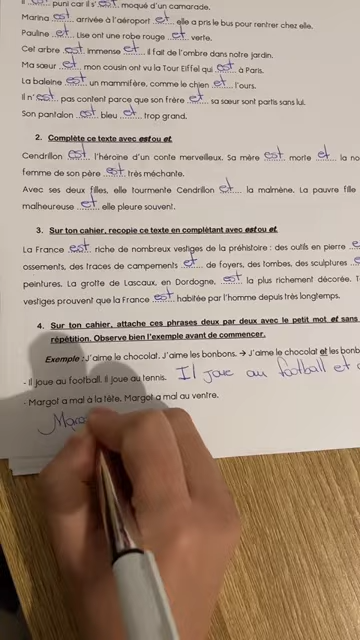 puni car il s'est moqué d'un camarade.
Marina est arrivée à l'aéroport et elle a pris le bus pour rentrer chez elle.
Pauline et Lise ont une robe rouge et verte.
Cet arbre est immense et il fait de l'ombre dans notre jardin.
Ma sœur et mon cousin ont vu la Tour Eiffel qui est à Paris.
La baleine est un mammifère, comme le chien et l'ours.
Il n'est pas content parce que son frère et sa sœur sont partis sans lui.
Son pantalon est bleu et trop grand.
2. Complète ce texte avec est ou et.
Cendrillon est l'héroïne d'un conte merveilleux. Sa mère est morte et la no
femme de son père est très méchante.
Avec ses deux filles, elle tourmente Cendrillon et la malmène. La pauvre fille
malheureuse et elle pleure souvent.
3. Sur ton cahier, recopie ce texte en complétant avec est ou et.
La France est riche de nombreux vestiges de la préhistoire : des outils en pierre e
ossements, des traces de campements et de foyers, des tombes, des sculptures
peintures. La grotte de Lascaux, en Dordogne, est la plus richement décorée. T
vestiges prouvent que la France est habitée par l'homme depuis très longtemps.
4. Sur ton cahier, attache ces phrases deux par deux avec le petit mot et sans
répétition. Observe bien l'exemple avant de commencer.
Exemple : J'aime le chocolat. J'aime les bonbons. → J'aime le chocolat et les bonb
- Il joue au football. Il joue au tennis. Il joue au football et
- Margot a mal à la tête. Margot a mal au ventre.
Marg